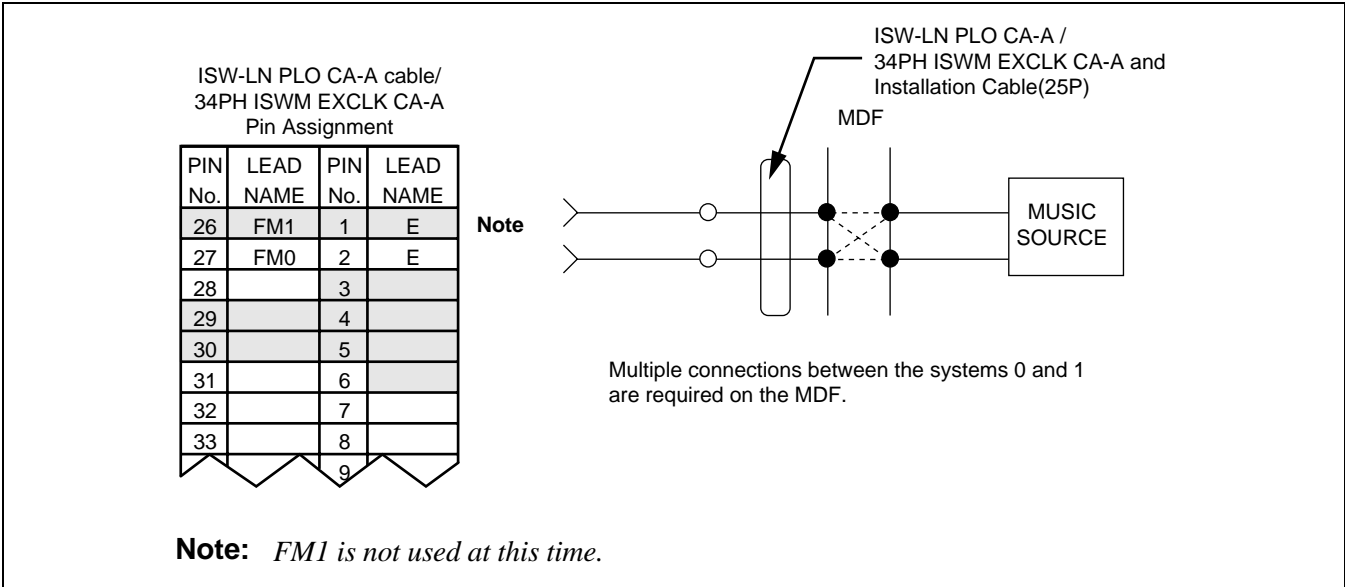 ISW-LN PLO CA-A cable/
34PH ISWM EXCLK CA-A
Pin Assignment
PIN No. LEAD NAME PIN No. LEAD NAME
26 FM1 1 E
27 FM0 2 E
28 3
29 4
30 5
31 6
32 7
33 8
9
Note
ISW-LN PLO CA-A /
34PH ISWM EXCLK CA-A and
Installation Cable(25P)
MDF
MUSIC
SOURCE
Multiple connections between the systems 0 and 1
are required on the MDF.
Note: FM1 is not used at this time.